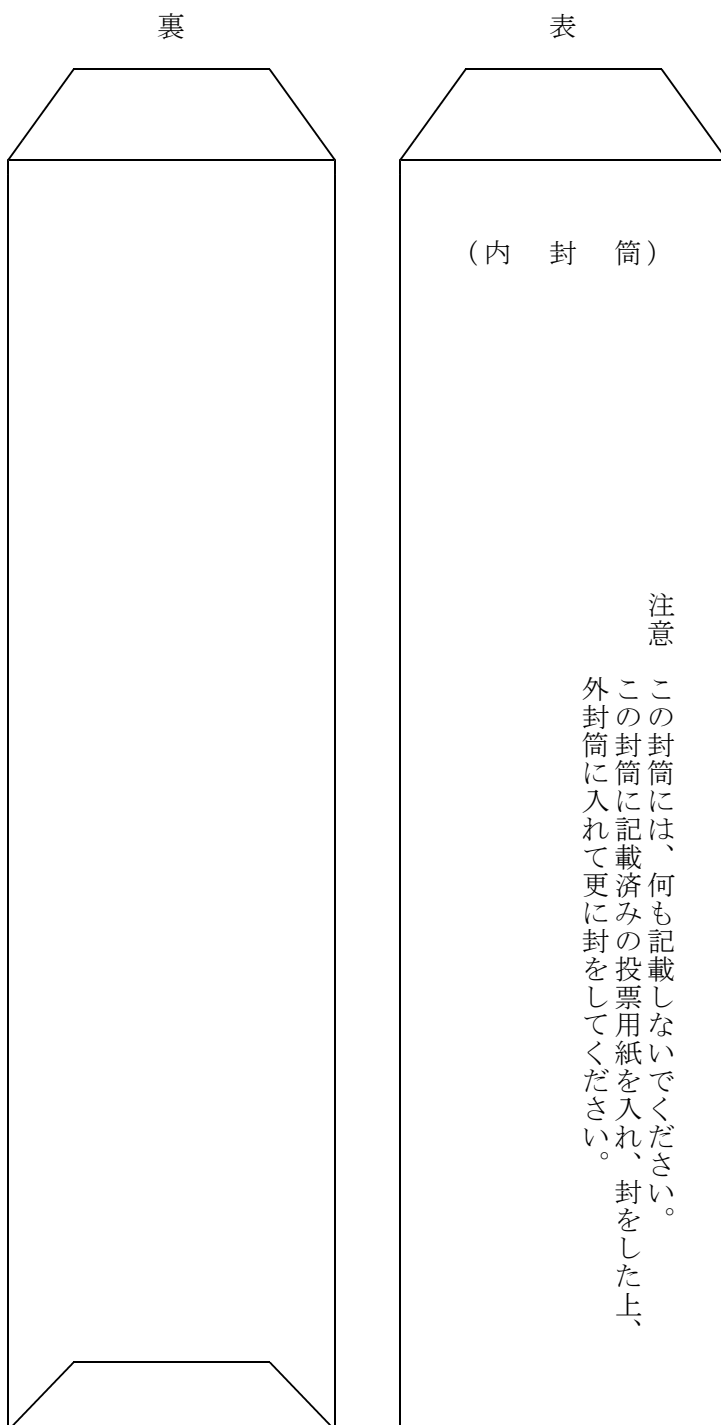 裏
表
（内　封　筒）
注意　この封筒には、何も記載しないでください。
この封筒に記載済みの投票用紙を入れ、封をした上、
外封筒に入れて更に封をしてください。